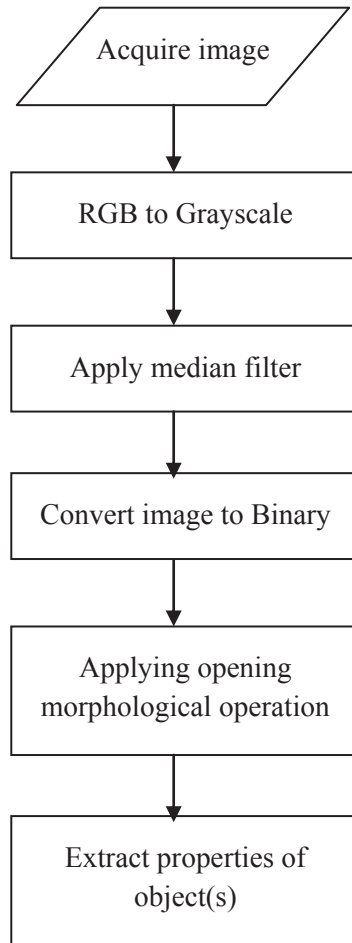 Acquire image
RGB to Grayscale
Apply median filter
Convert image to Binary
Applying opening
morphological operation
Extract properties of
object(s)